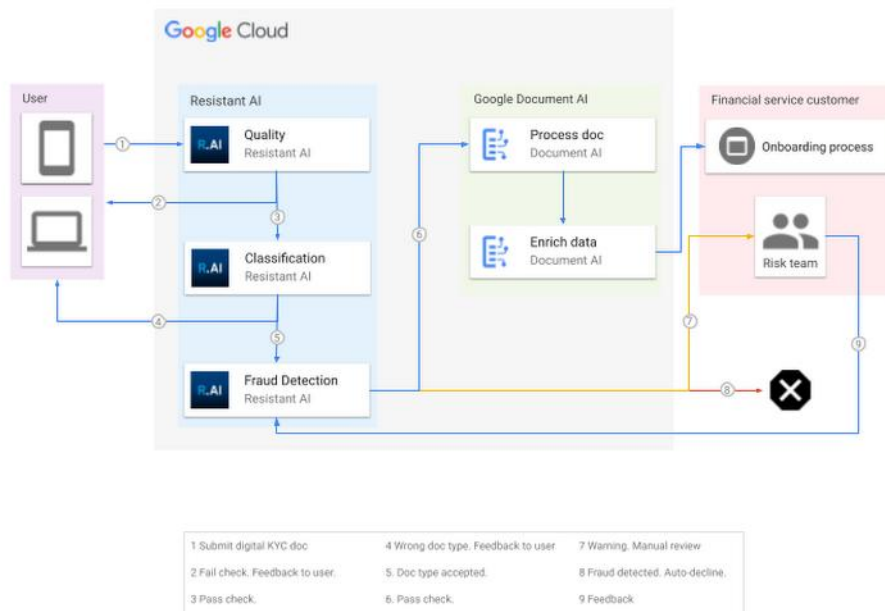 Google Cloud
User
Resistant AI
Google Document AI
Financial service customer
R.AI
Quality
Resistant AI
Process doc
Document AI
Onboarding process
1
2
3
6
R.AI
Classification
Resistant AI
Enrich data
Document AI
Risk team
4
5
7
9
R.AI
Fraud Detection
Resistant AI
8
1 Submit digital KYC doc
4 Wrong doc type. Feedback to user
7 Warning. Manual review
2 Fail check. Feedback to user.
5. Doc type accepted.
8 Fraud detected. Auto-decline.
3 Pass check.
6. Pass check.
9 Feedback